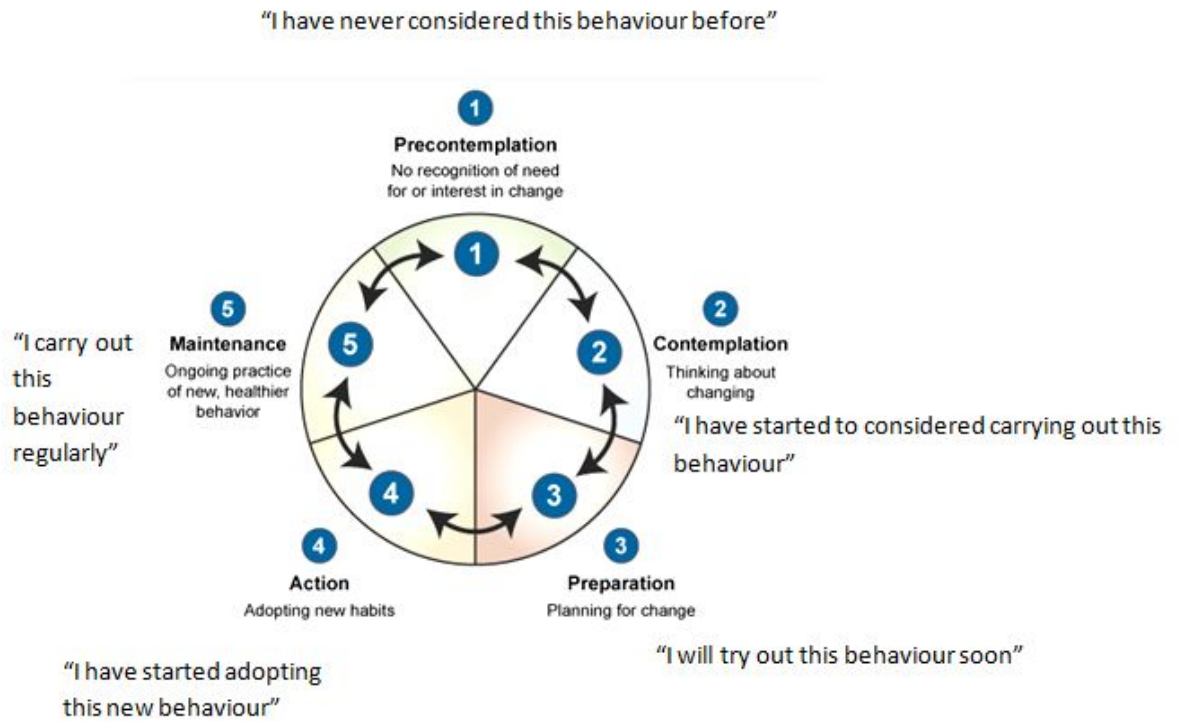 “I have never considered this behaviour before”
1
Precontemplation
No recognition of need
for or interest in change
1
2
Contemplation
Thinking about
changing
“I have started to considered carrying out this
behaviour”
2
3
3
Preparation
Planning for change
“I will try out this behaviour soon”
4
4
Action
Adopting new habits
“I have started adopting
this new behaviour”
5
5
Maintenance
Ongoing practice
of new, healthier
behavior
“I carry out
this
behaviour
regularly”